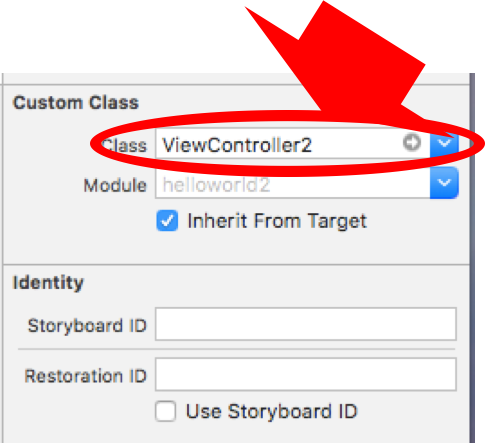 Custom Class
Class ViewController2
Module helloworld2
Inherit From Target
Identity
Storyboard ID
Restoration ID
Use Storyboard ID